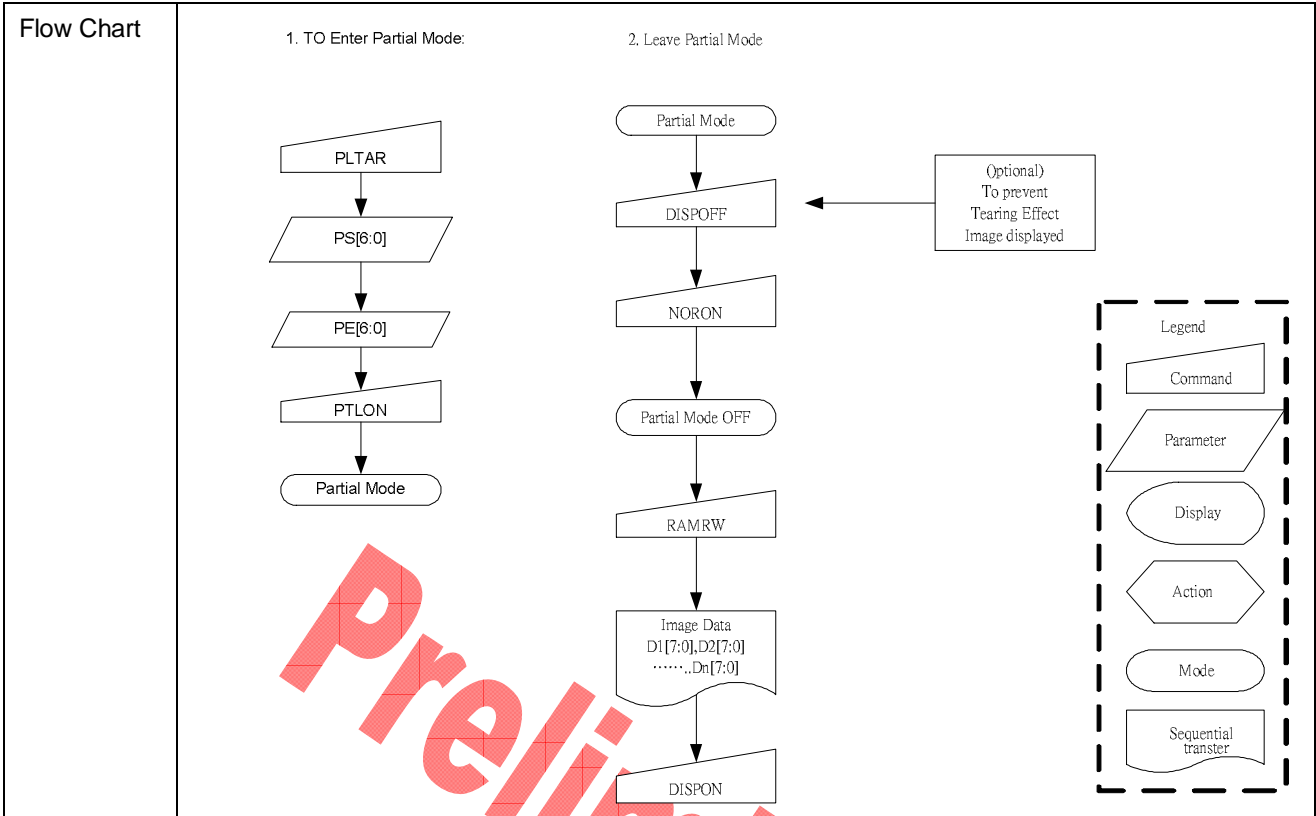 Flow Chart
1. TO Enter Partial Mode:
PLTAR
PS[6:0]
PE[6:0]
PTLON
Partial Mode
2. Leave Partial Mode
Partial Mode
DISPOFF
NORON
Partial Mode OFF
RAMRW
Image Data
D1[7:0],D2[7:0]
……..Dn[7:0]
DISPON
Optional)
To prevent
Tearing Effect
Image displayed
Legend
Command
Parameter
Display
Action
Mode
Sequential
transter